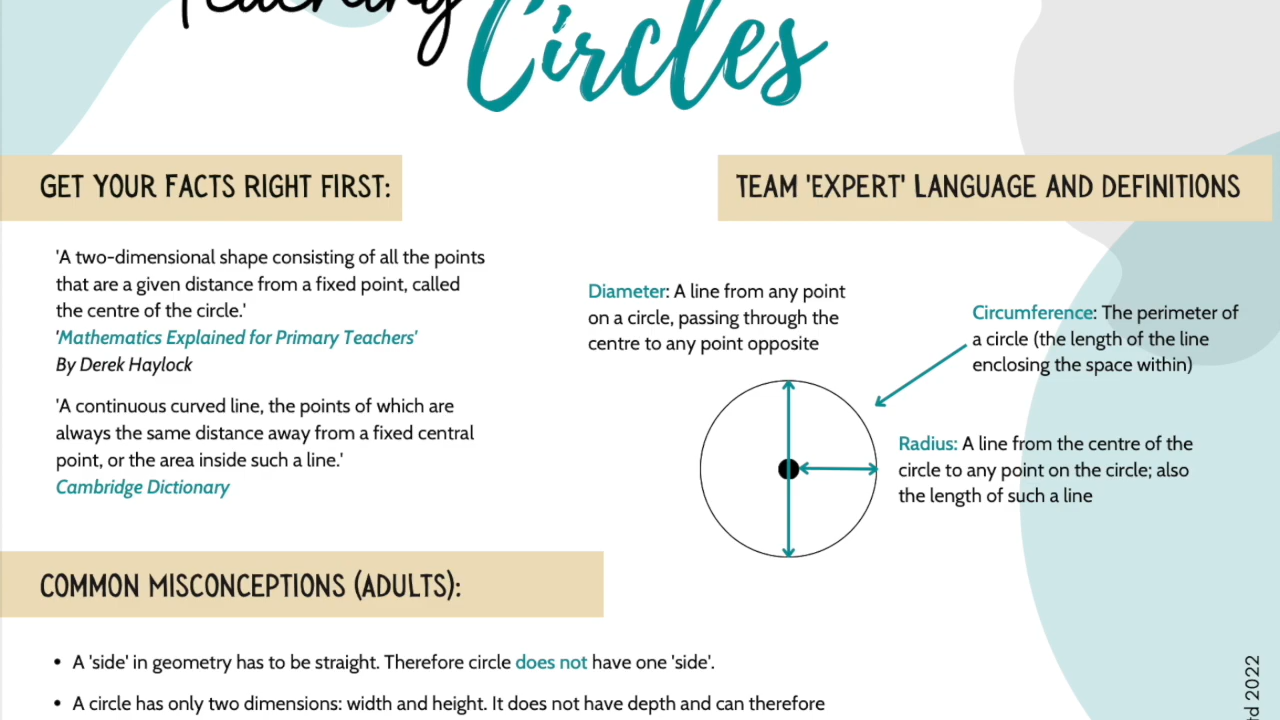 Teaching
Circles
GET YOUR FACTS RIGHT FIRST:
'A two-dimensional shape consisting of all the points
that are a given distance from a fixed point, called
the centre of the circle.'
'Mathematics Explained for Primary Teachers'
By Derek Haylock
'A continuous curved line, the points of which are
always the same distance away from a fixed central
point, or the area inside such a line.'
Cambridge Dictionary
TEAM 'EXPERT' LANGUAGE AND DEFINITIONS
Diameter: A line from any point
on a circle, passing through the
centre to any point opposite
Circumference: The perimeter of
a circle (the length of the line
enclosing the space within)
Radius: A line from the centre of the
circle to any point on the circle; also
the length of such a line
COMMON MISCONCEPTIONS (ADULTS):
• A 'side' in geometry has to be straight. Therefore circle does not have one 'side'.
• A circle has only two dimensions: width and height. It does not have depth and can therefore
2022